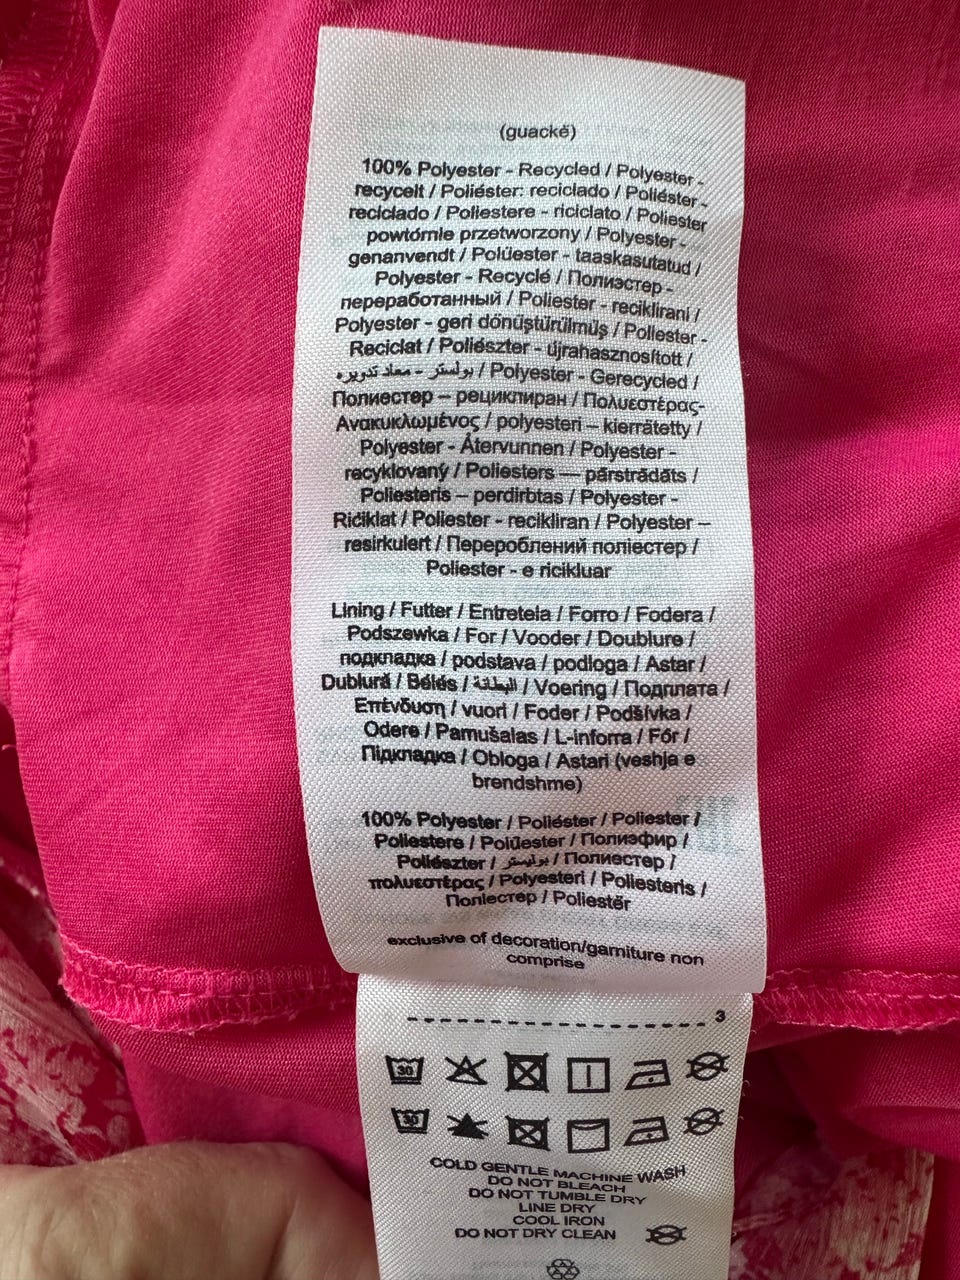 (guacké)
100% Polyester - Recycled / Polyester -
recycelt / Poliéster: reciclado / Poliéster -
reciclado / Poliestere - riciclato / Poliester
powtórnie przetworzony / Polyester -
genanvendt / Polüester - taaskasutatud /
Polyester - Recyclé / Полиэстер -
переработанный / Poliester - reciklirani /
Polyester - geri dönüştürülmüş / Poliester -
Reciclat / Poliészter - újrahasznosított /
بولستر - معاد تدويره / Polyester - Gerecycled /
Полиестер – рециклиран / Πολυεστέρας-
Ανακυκλωμένος / polyesteri – kierrätetty /
Polyester - Återvunnen / Polyester -
recyklovaný / Poliesters — pārstrādāts /
Poliesteris – perdirbtas / Polyester -
Riċiklat / Poliester - recikliran / Polyester –
resirkulert / Перероблений поліестер /
Poliester - e ricikluar
Lining / Futter / Entretela / Forro / Fodera /
Podszewka / For / Vooder / Doublure /
подкладка / podstava / podloga / Astar /
Dublură / Bélés / البطانة / Voering / Подплата /
Επένδυση / vuori / Foder / Podšívka /
Odere / Pamušalas / L-inforra / Fôr /
Підкладка / Obloga / Astari (veshja e
brendshme)
100% Polyester / Poliéster / Poliester /
Poliestere / Polüester / Полиэфир /
Poliészter / بوليستر / Полиестер /
πολυεστέρας / Polyesteri / Poliesteris /
Поліестер / Poliestër
exclusive of decoration/garniture non
comprise
3
30
30
COLD GENTLE MACHINE WASH
DO NOT BLEACH
DO NOT TUMBLE DRY
LINE DRY
COOL IRON
DO NOT DRY CLEAN